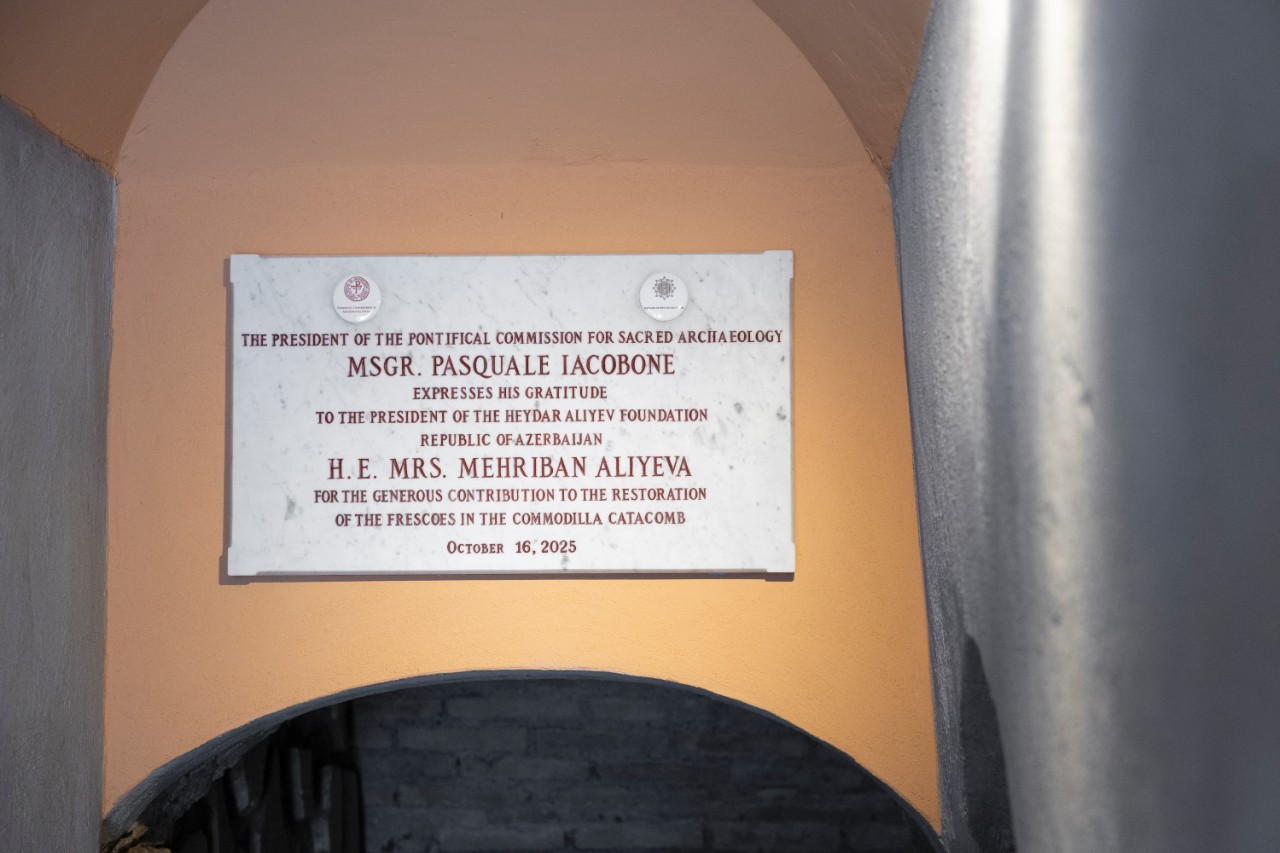 THE PRESIDENT OF THE PONTIFICAL COMMISSION FOR SACRED ARCHAEOLOGY
MSGR. PASQUALE IACOBONE
EXPRESSES HIS GRATITUDE
TO THE PRESIDENT OF THE HEYDAR ALIYEV FOUNDATION
REPUBLIC OF AZERBAIJAN
H. E. MRS. MEHRIBAN ALIYEVA
FOR THE GENEROUS CONTRIBUTION TO THE RESTORATION
OF THE FRESCOES IN THE COMMODILLA CATACOMB
OCTOBER 16, 2025